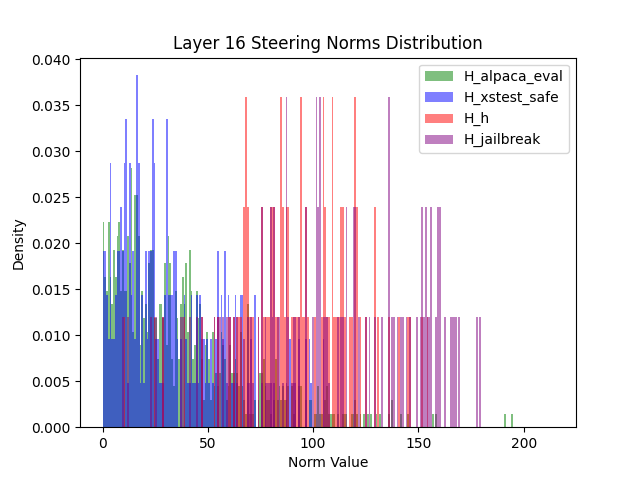 Layer 16 Steering Norms Distribution
0.040
0.035
0.030
0.025
0.020
0.015
0.010
0.005
0.000
Density
H_alpaca_eval
H_xstest_safe
H_h
H_jailbreak
0
50
100
150
200
Norm Value